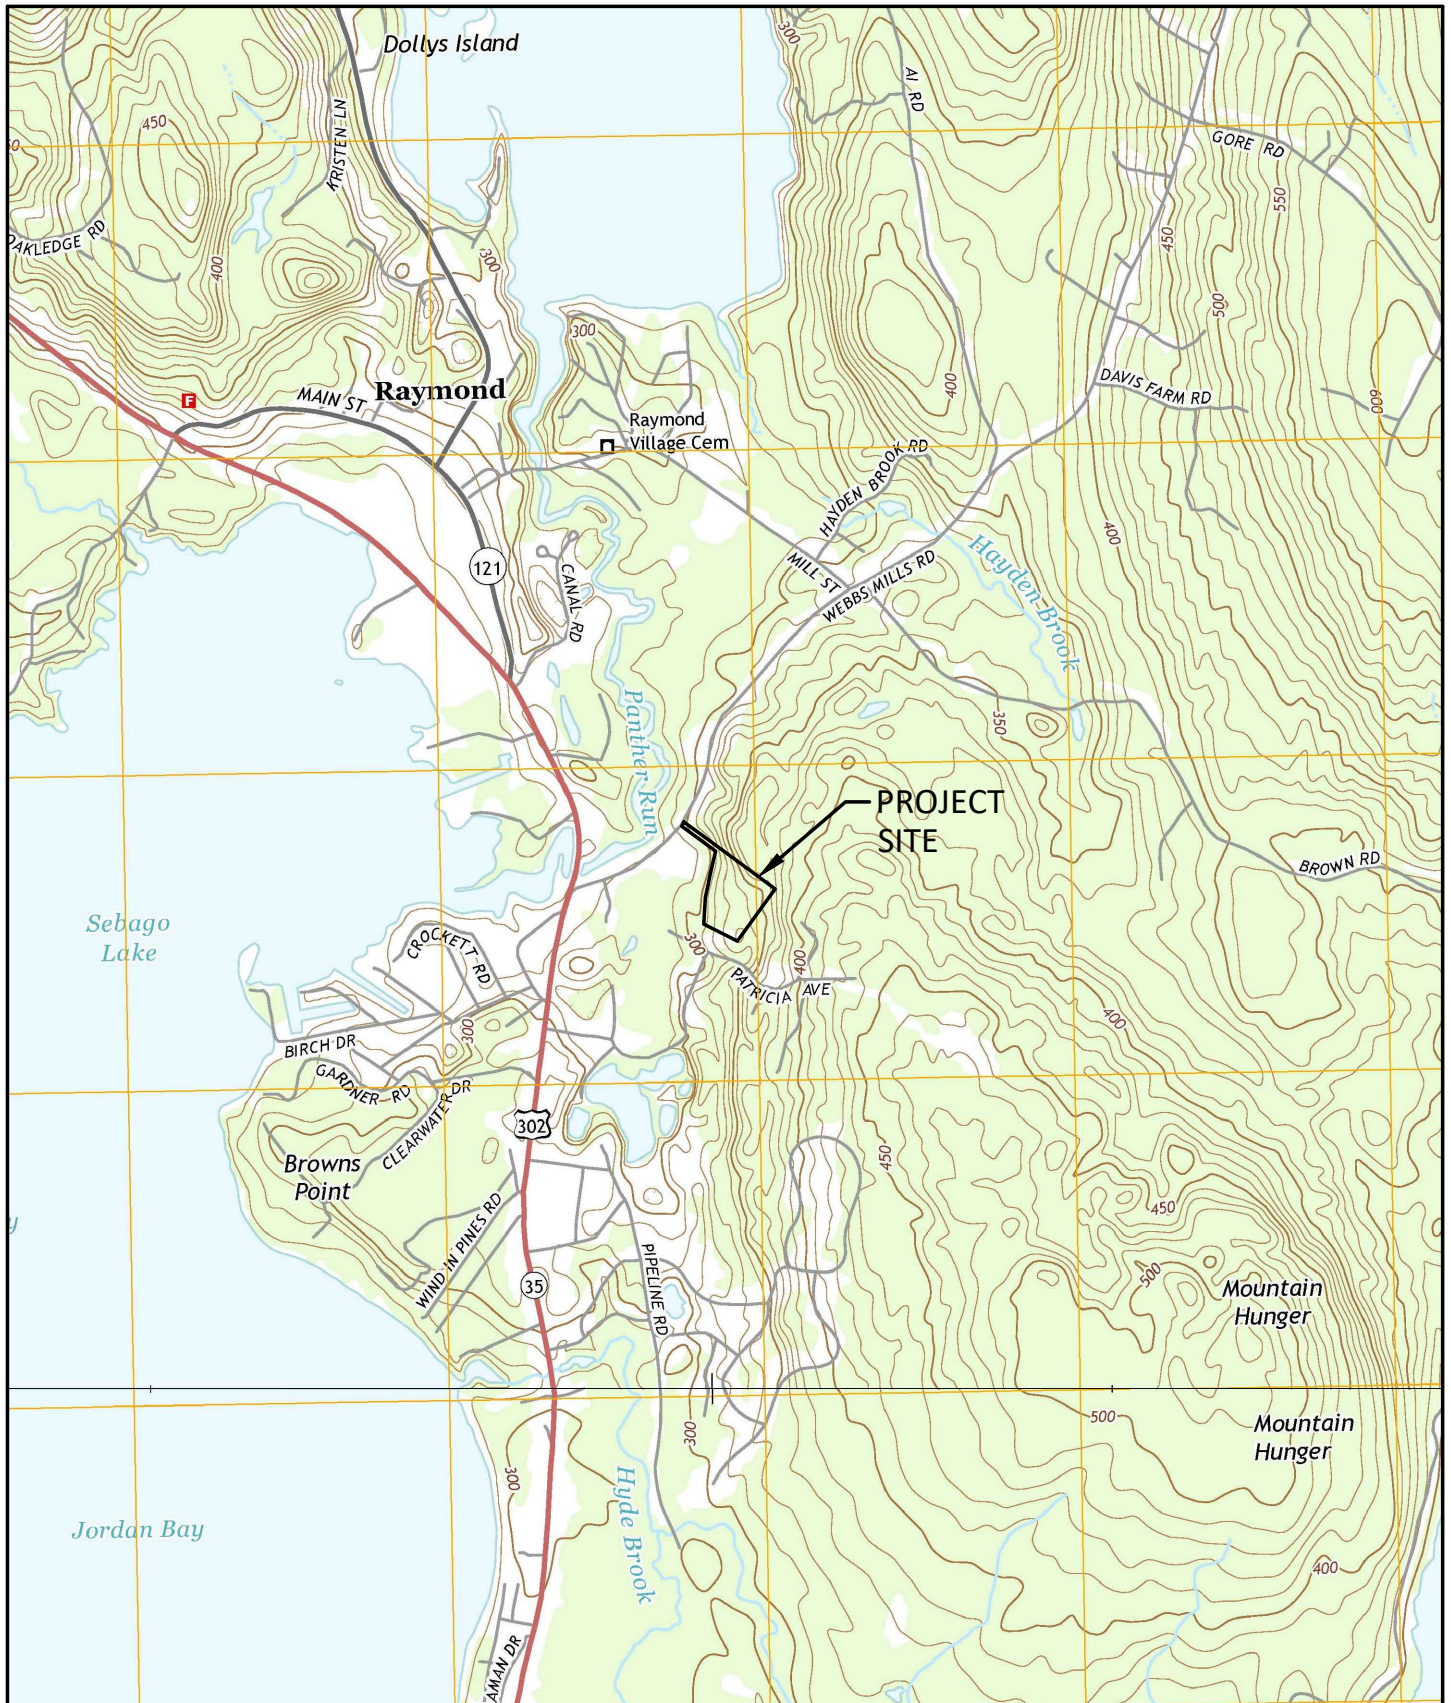 Dollys Island
300
AI RD
450
KRISTEN LN
GORE RD
550
OAKLEDGE RD
450
300
400
500
300
400
DAVIS FARM RD
600
MAIN ST
Raymond
F
Raymond
Village Cem
HAYDEN BROOK RD
400
Hayden Brook
121
CANAL RD
MILL ST
WEBBS MILLS RD
Panther Run
350
PROJECT
SITE
BROWN RD
Sebago
Lake
CROCKETT RD
300
400
PATRICIA AVE
300
400
BIRCH DR
GARDNER RD
CLEARWATER DR
302
Browns
Point
450
450
WIND IN PINES RD
PIPELINE RD
500
35
Mountain
Hunger
500
Mountain
Hunger
300
300
Hyde Brook
Jordan Bay
400
AMAN DR